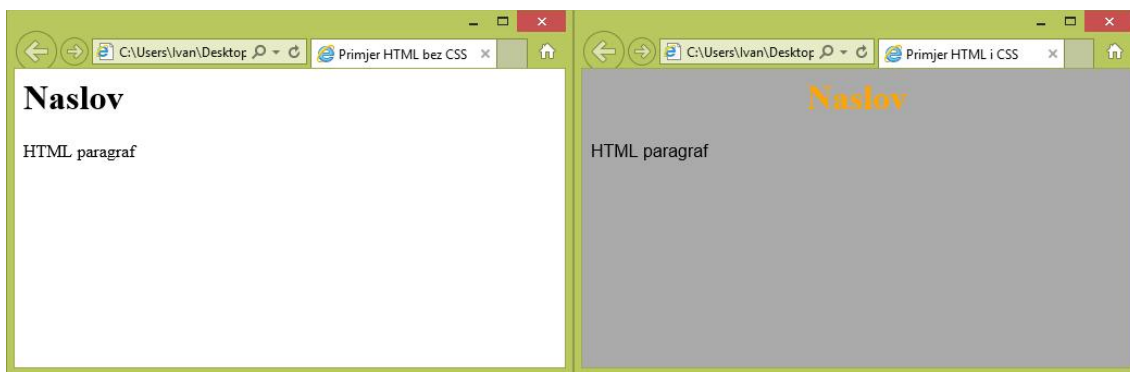 C:\Users\Ivan\Desktop
Primjer HTML bez CSS
Naslov
HTML paragraf
C:\Users\Ivan\Desktop
Primjer HTML i CSS
Naslov
HTML paragraf